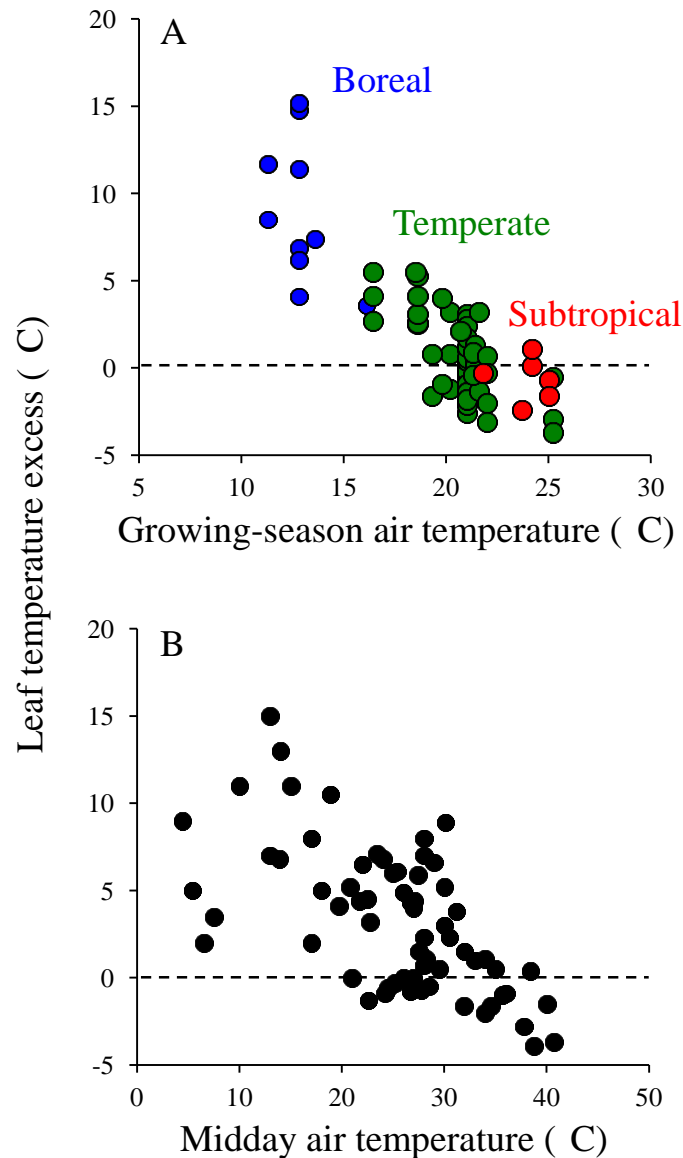 A
Boreal
Temperate
Subtropical
20
15
10
5
0
-5
5 10 15 20 25 30
Growing-season air temperature ( C)
Leaf temperature excess ( C)
B
20
15
10
5
0
-5
0 10 20 30 40 50
Midday air temperature ( C)